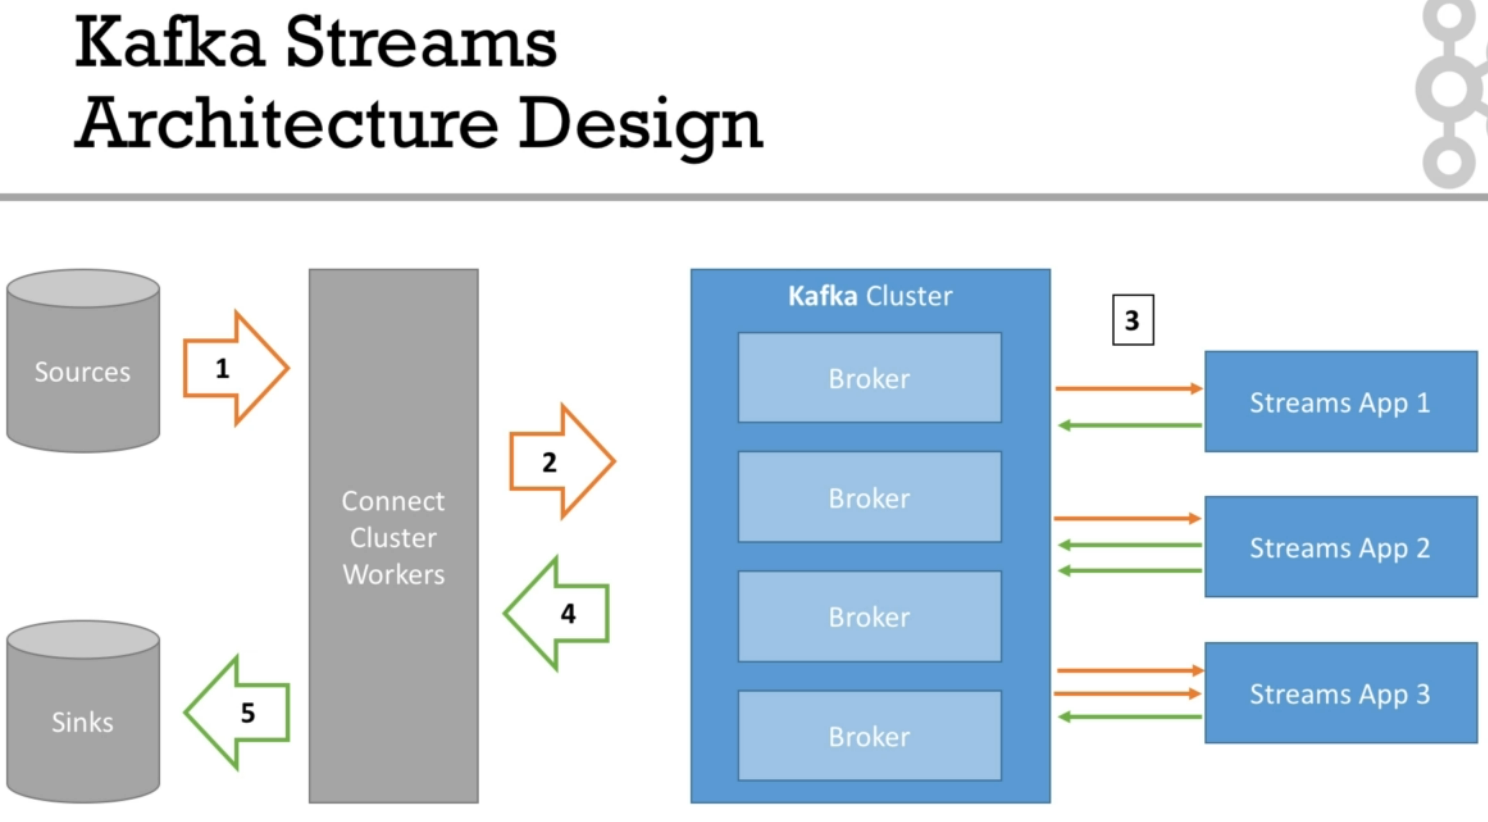 Kafka Streams
Architecture Design
Sources
1
Connect
Cluster
Workers
2
4
Sinks
5
Kafka Cluster
Broker
Broker
Broker
Broker
3
Streams App 1
Streams App 2
Streams App 3